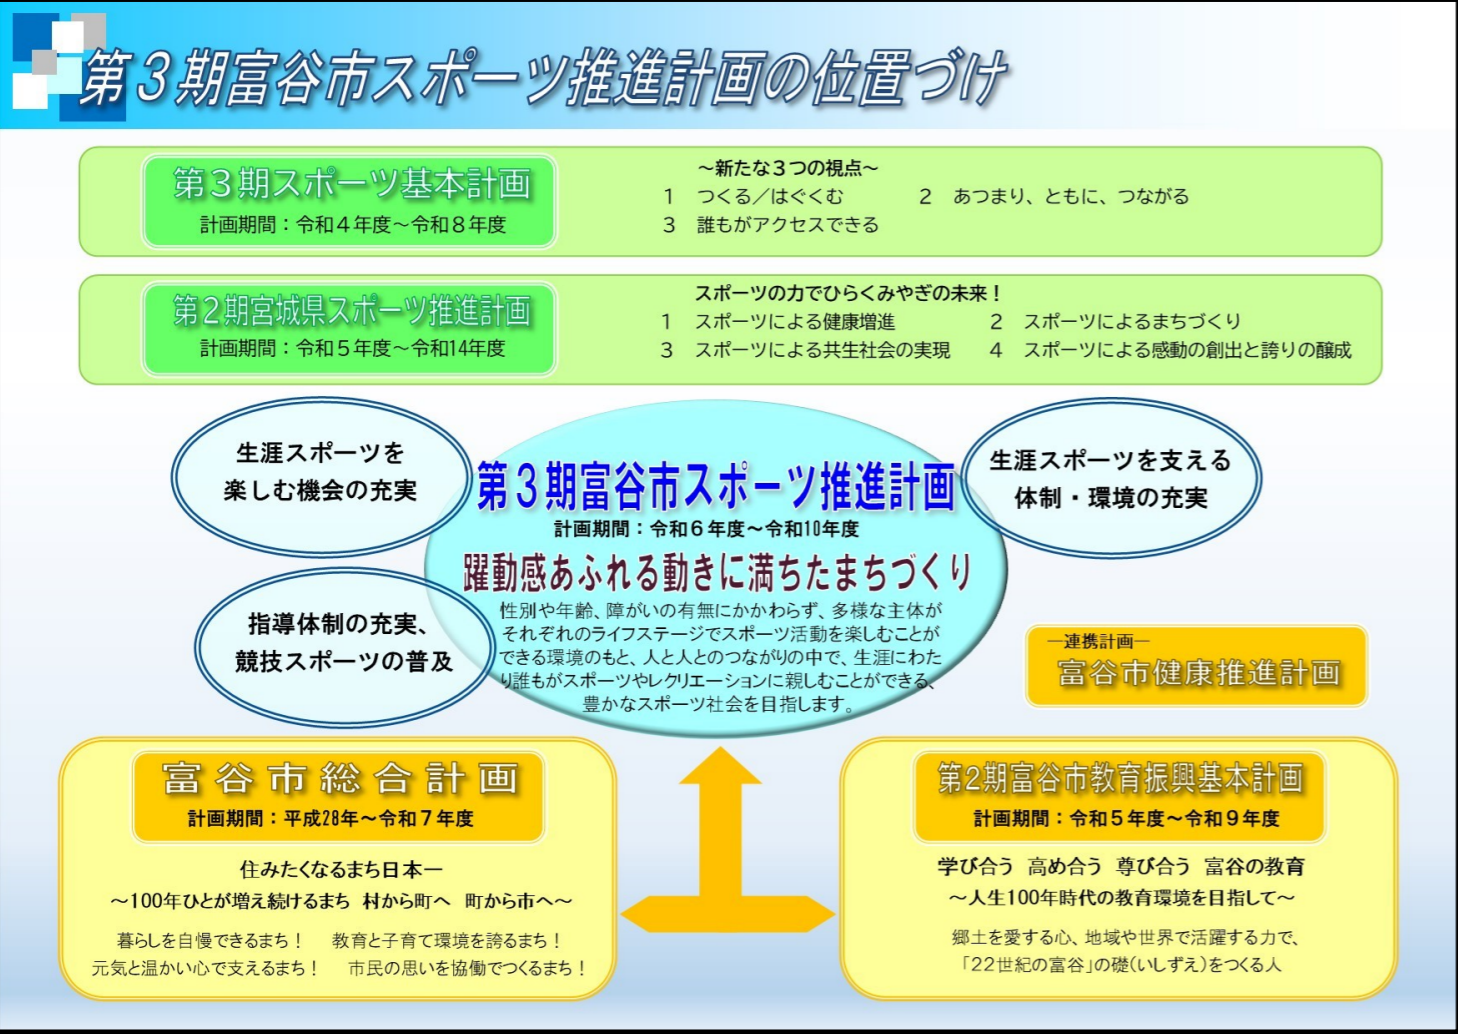 第３期富谷市スポーツ推進計画の位置づけ
第３期スポーツ基本計画
計画期間：令和４年度～令和８年度
～新たな３つの視点～
１　つくる／はぐくむ　　２　あつまり、ともに、つながる
３　誰もがアクセスできる
第２期宮城県スポーツ推進計画
計画期間：令和５年度～令和14年度
スポーツの力でひらくみやぎの未来！
１　スポーツによる健康増進　　２　スポーツによるまちづくり
３　スポーツによる共生社会の実現　　４　スポーツによる感動の創出と誇りの醸成
生涯スポーツを
楽しむ機会の充実
第３期富谷市スポーツ推進計画
計画期間：令和６年度～令和10年度
躍動感あふれる動きに満ちたまちづくり
性別や年齢、障がいの有無にかかわらず、多様な主体が
それぞれのライフステージでスポーツ活動を楽しむことが
できる環境のもと、人と人とのつながりの中で、生涯にわた
り誰もがスポーツやレクリエーションに親しむことができる、
豊かなスポーツ社会を目指します。
生涯スポーツを支える
体制・環境の充実
指導体制の充実、
競技スポーツの普及
―連携計画―
富谷市健康推進計画
富谷市総合計画
計画期間：平成28年～令和７年度
住みたくなるまち日本一
～100年ひとが増え続けるまち　村から町へ　町から市へ～
暮らしを自慢できるまち！　教育と子育て環境を誇るまち！
元気と温かい心で支えるまち！　市民の思いを協働でつくるまち！
第2期富谷市教育振興基本計画
計画期間：令和５年度～令和９年度
学び合う　高め合う　尊び合う　富谷の教育
～人生100年時代の教育環境を目指して～
郷土を愛する心、地域や世界で活躍する力で、
「22世紀の富谷」の礎(いしずえ)をつくる人